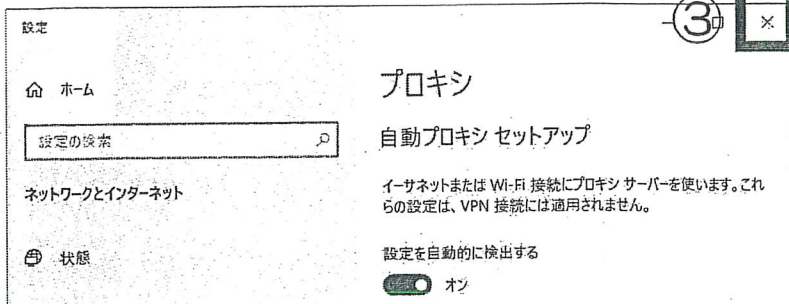 設定
③
ホーム
設定の検索
ネットワークとインターネット
状態
プロキシ
自動プロキシ セットアップ
イーサネットまたは Wi-Fi 接続にプロキシ サーバーを使います。これ
らの設定は、VPN 接続には適用されません。
設定を自動的に検出する
オン